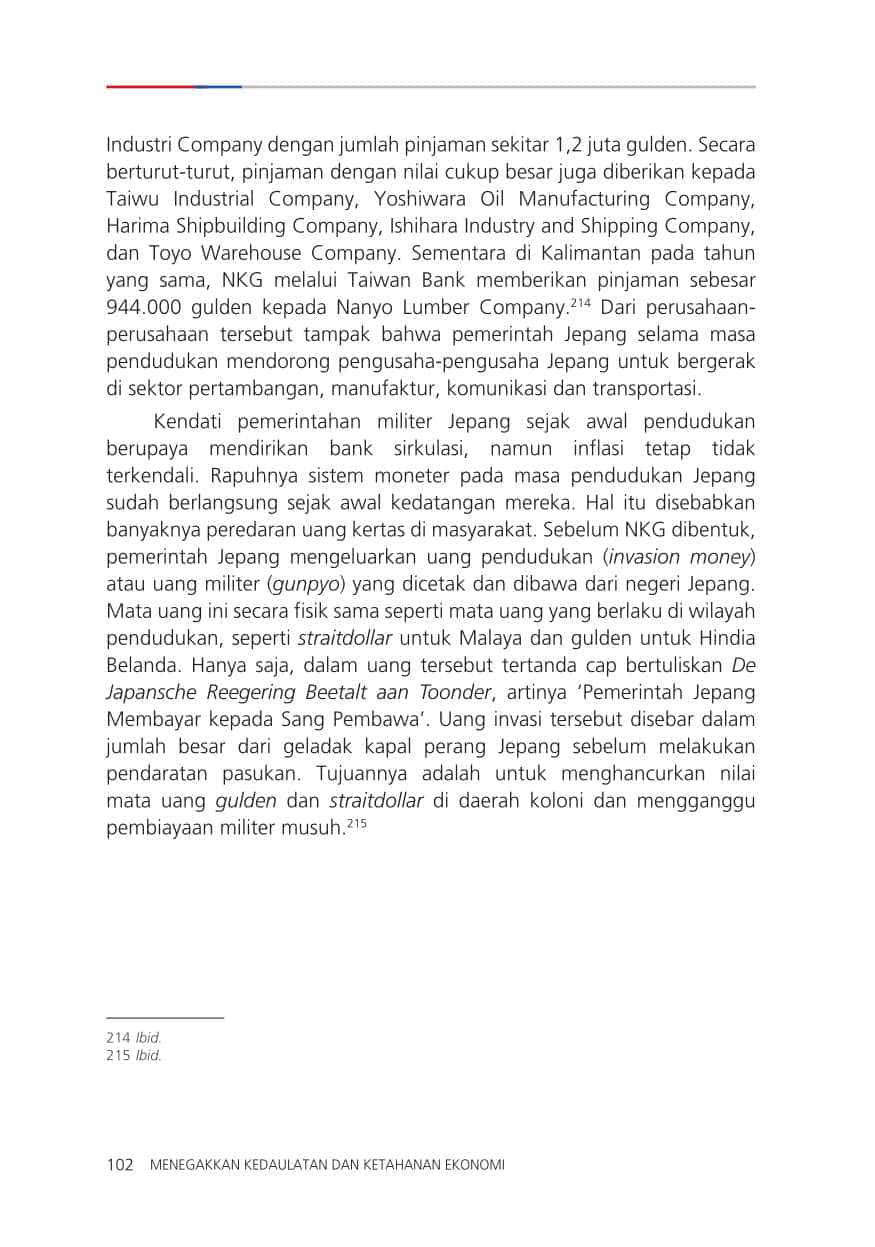 Industri Company dengan jumlah pinjaman sekitar 1,2 juta gulden. Secara
berturut-turut, pinjaman dengan nilai cukup besar juga diberikan kepada
Taiwu Industrial Company, Yoshiwara Oil Manufacturing Company,
Harima Shipbuilding Company, Ishihara Industry and Shipping Company,
dan Toyo Warehouse Company. Sementara di Kalimantan pada tahun
yang sama, NKG melalui Taiwan Bank memberikan pinjaman sebesar
944.000 gulden kepada Nanyo Lumber Company.214 Dari perusahaan-
perusahaan tersebut tampak bahwa pemerintah Jepang selama masa
pendudukan mendorong pengusaha-pengusaha Jepang untuk bergerak
di sektor pertambangan, manufaktur, komunikasi dan transportasi.
Kendati pemerintahan militer Jepang sejak awal pendudukan
berupaya mendirikan bank sirkulasi, namun inflasi tetap tidak
terkendali. Rapuhnya sistem moneter pada masa pendudukan Jepang
sudah berlangsung sejak awal kedatangan mereka. Hal itu disebabkan
banyaknya peredaran uang kertas di masyarakat. Sebelum NKG dibentuk,
pemerintah Jepang mengeluarkan uang pendudukan (invasion money)
atau uang militer (gunpyo) yang dicetak dan dibawa dari negeri Jepang.
Mata uang ini secara fisik sama seperti mata uang yang berlaku di wilayah
pendudukan, seperti straitdollar untuk Malaya dan gulden untuk Hindia
Belanda. Hanya saja, dalam uang tersebut tertanda cap bertuliskan De
Japansche Reegering Beetalt aan Toonder, artinya ‘Pemerintah Jepang
Membayar kepada Sang Pembawa’. Uang invasi tersebut disebar dalam
jumlah besar dari geladak kapal perang Jepang sebelum melakukan
pendaratan pasukan. Tujuannya adalah untuk menghancurkan nilai
mata uang gulden dan straitdollar di daerah koloni dan mengganggu
pembiayaan militer musuh.215
214 Ibid.
215 Ibid.
102 MENEGAKKAN KEDAULATAN DAN KETAHANAN EKONOMI